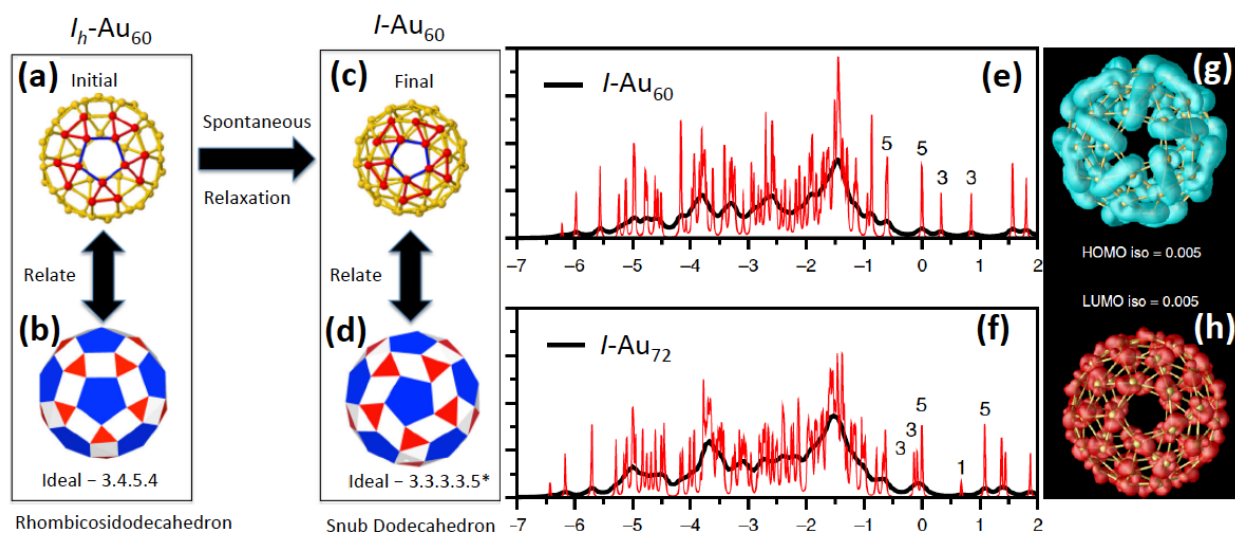 Iₕ-Au₆₀
(a)
Initial
Spontaneous
Relaxation
Relate
(b)
Ideal – 3.4.5.4
Rhombicosidodecahedron
I-Au₆₀
(c)
Final
Relate
(d)
Ideal – 3.3.3.3.5*
Snub Dodecahedron
I-Au₆₀
(e)
5
5
3
3
−7 −6 −5 −4 −3 −2 −1 0 1 2
I-Au₇₂
(f)
5
3
3
5
1
−7 −6 −5 −4 −3 −2 −1 0 1 2
(g)
HOMO iso = 0.005
LUMO iso = 0.005
(h)